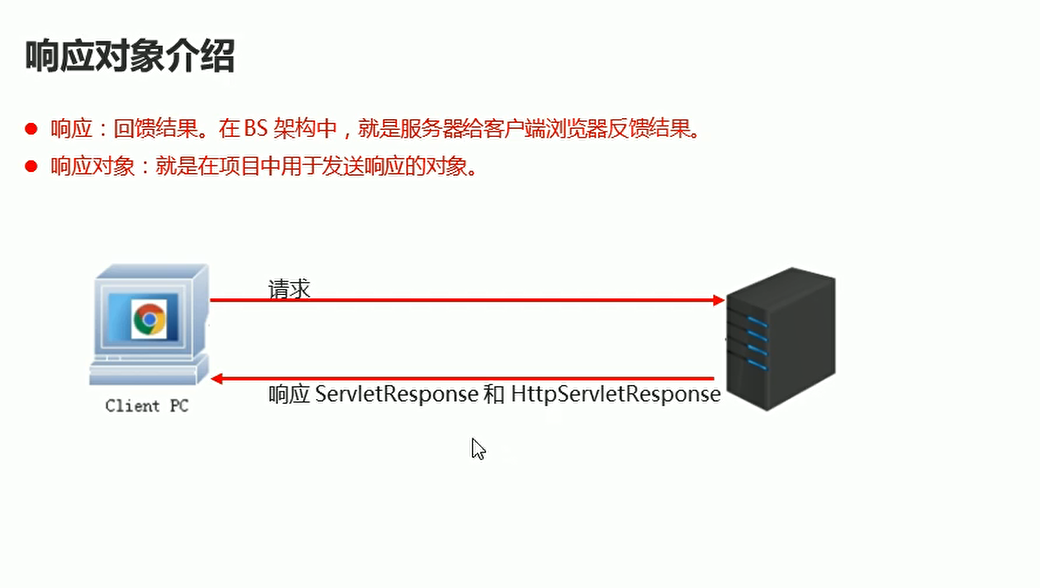 响应对象介绍
响应：回馈结果。在 BS 架构中，就是服务器给客户端浏览器反馈结果。
响应对象：就是在项目中用于发送响应的对象。
请求
响应 ServletResponse 和 HttpServletResponse
Client PC